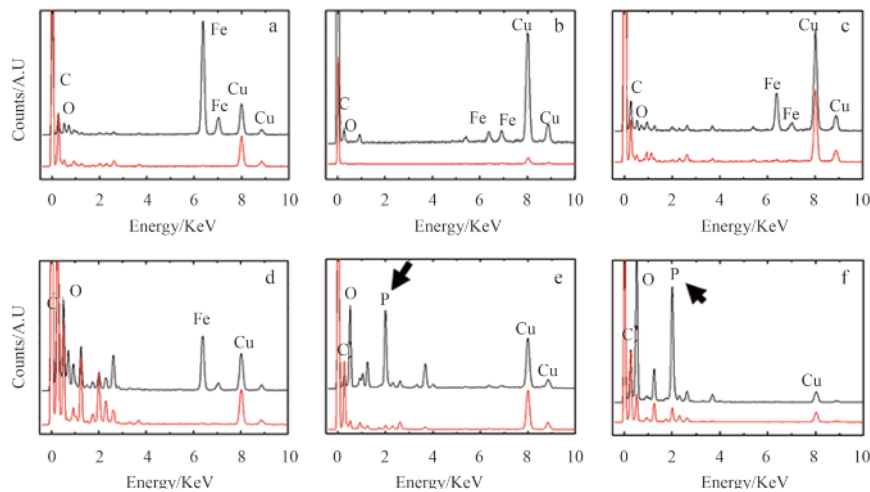 a
Fe
C
O
Fe
Cu
Cu
Counts/A.U
0 2 4 6 8 10
Energy/KeV
b
Cu
C
O
Fe Fe
Cu
0 2 4 6 8 10
Energy/KeV
c
Cu
C
O
Fe
Fe
Cu
0 2 4 6 8 10
Energy/KeV
d
C
O
Fe
Cu
Counts/A.U
0 2 4 6 8 10
Energy/KeV
e
O
P
C
Cu
Cu
0 2 4 6 8 10
Energy/KeV
f
O
P
C
Cu
0 2 4 6 8 10
Energy/KeV